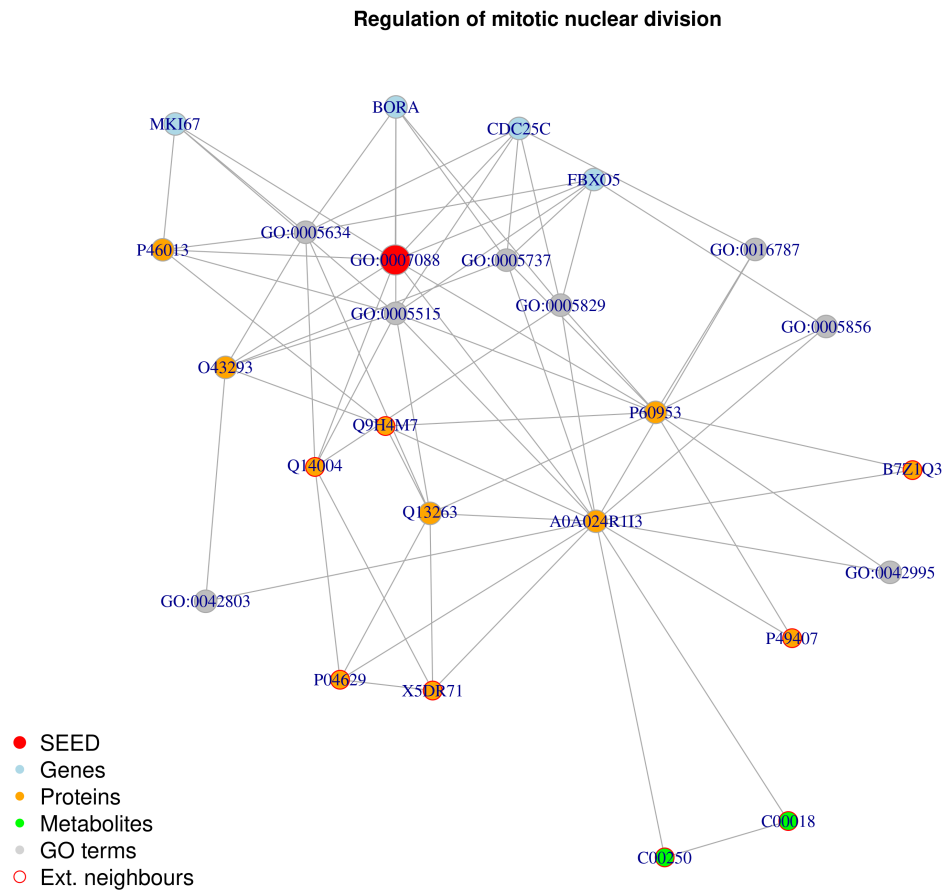 Regulation of mitotic nuclear division
BORA
MKI67
CDC25C
FBXO5
GO:0005634
P46013
GO:0007088
GO:0005737
GO:0016787
GO:0005829
GO:0005515
GO:0005856
O43293
P60953
Q9H4M7
Q14004
B7Z1Q3
Q13263
A0A024R1I3
GO:0042995
GO:0042803
P49407
P04629
X5DR71
SEED
Genes
Proteins
Metabolites
C00018
GO terms
C00250
Ext. neighbours